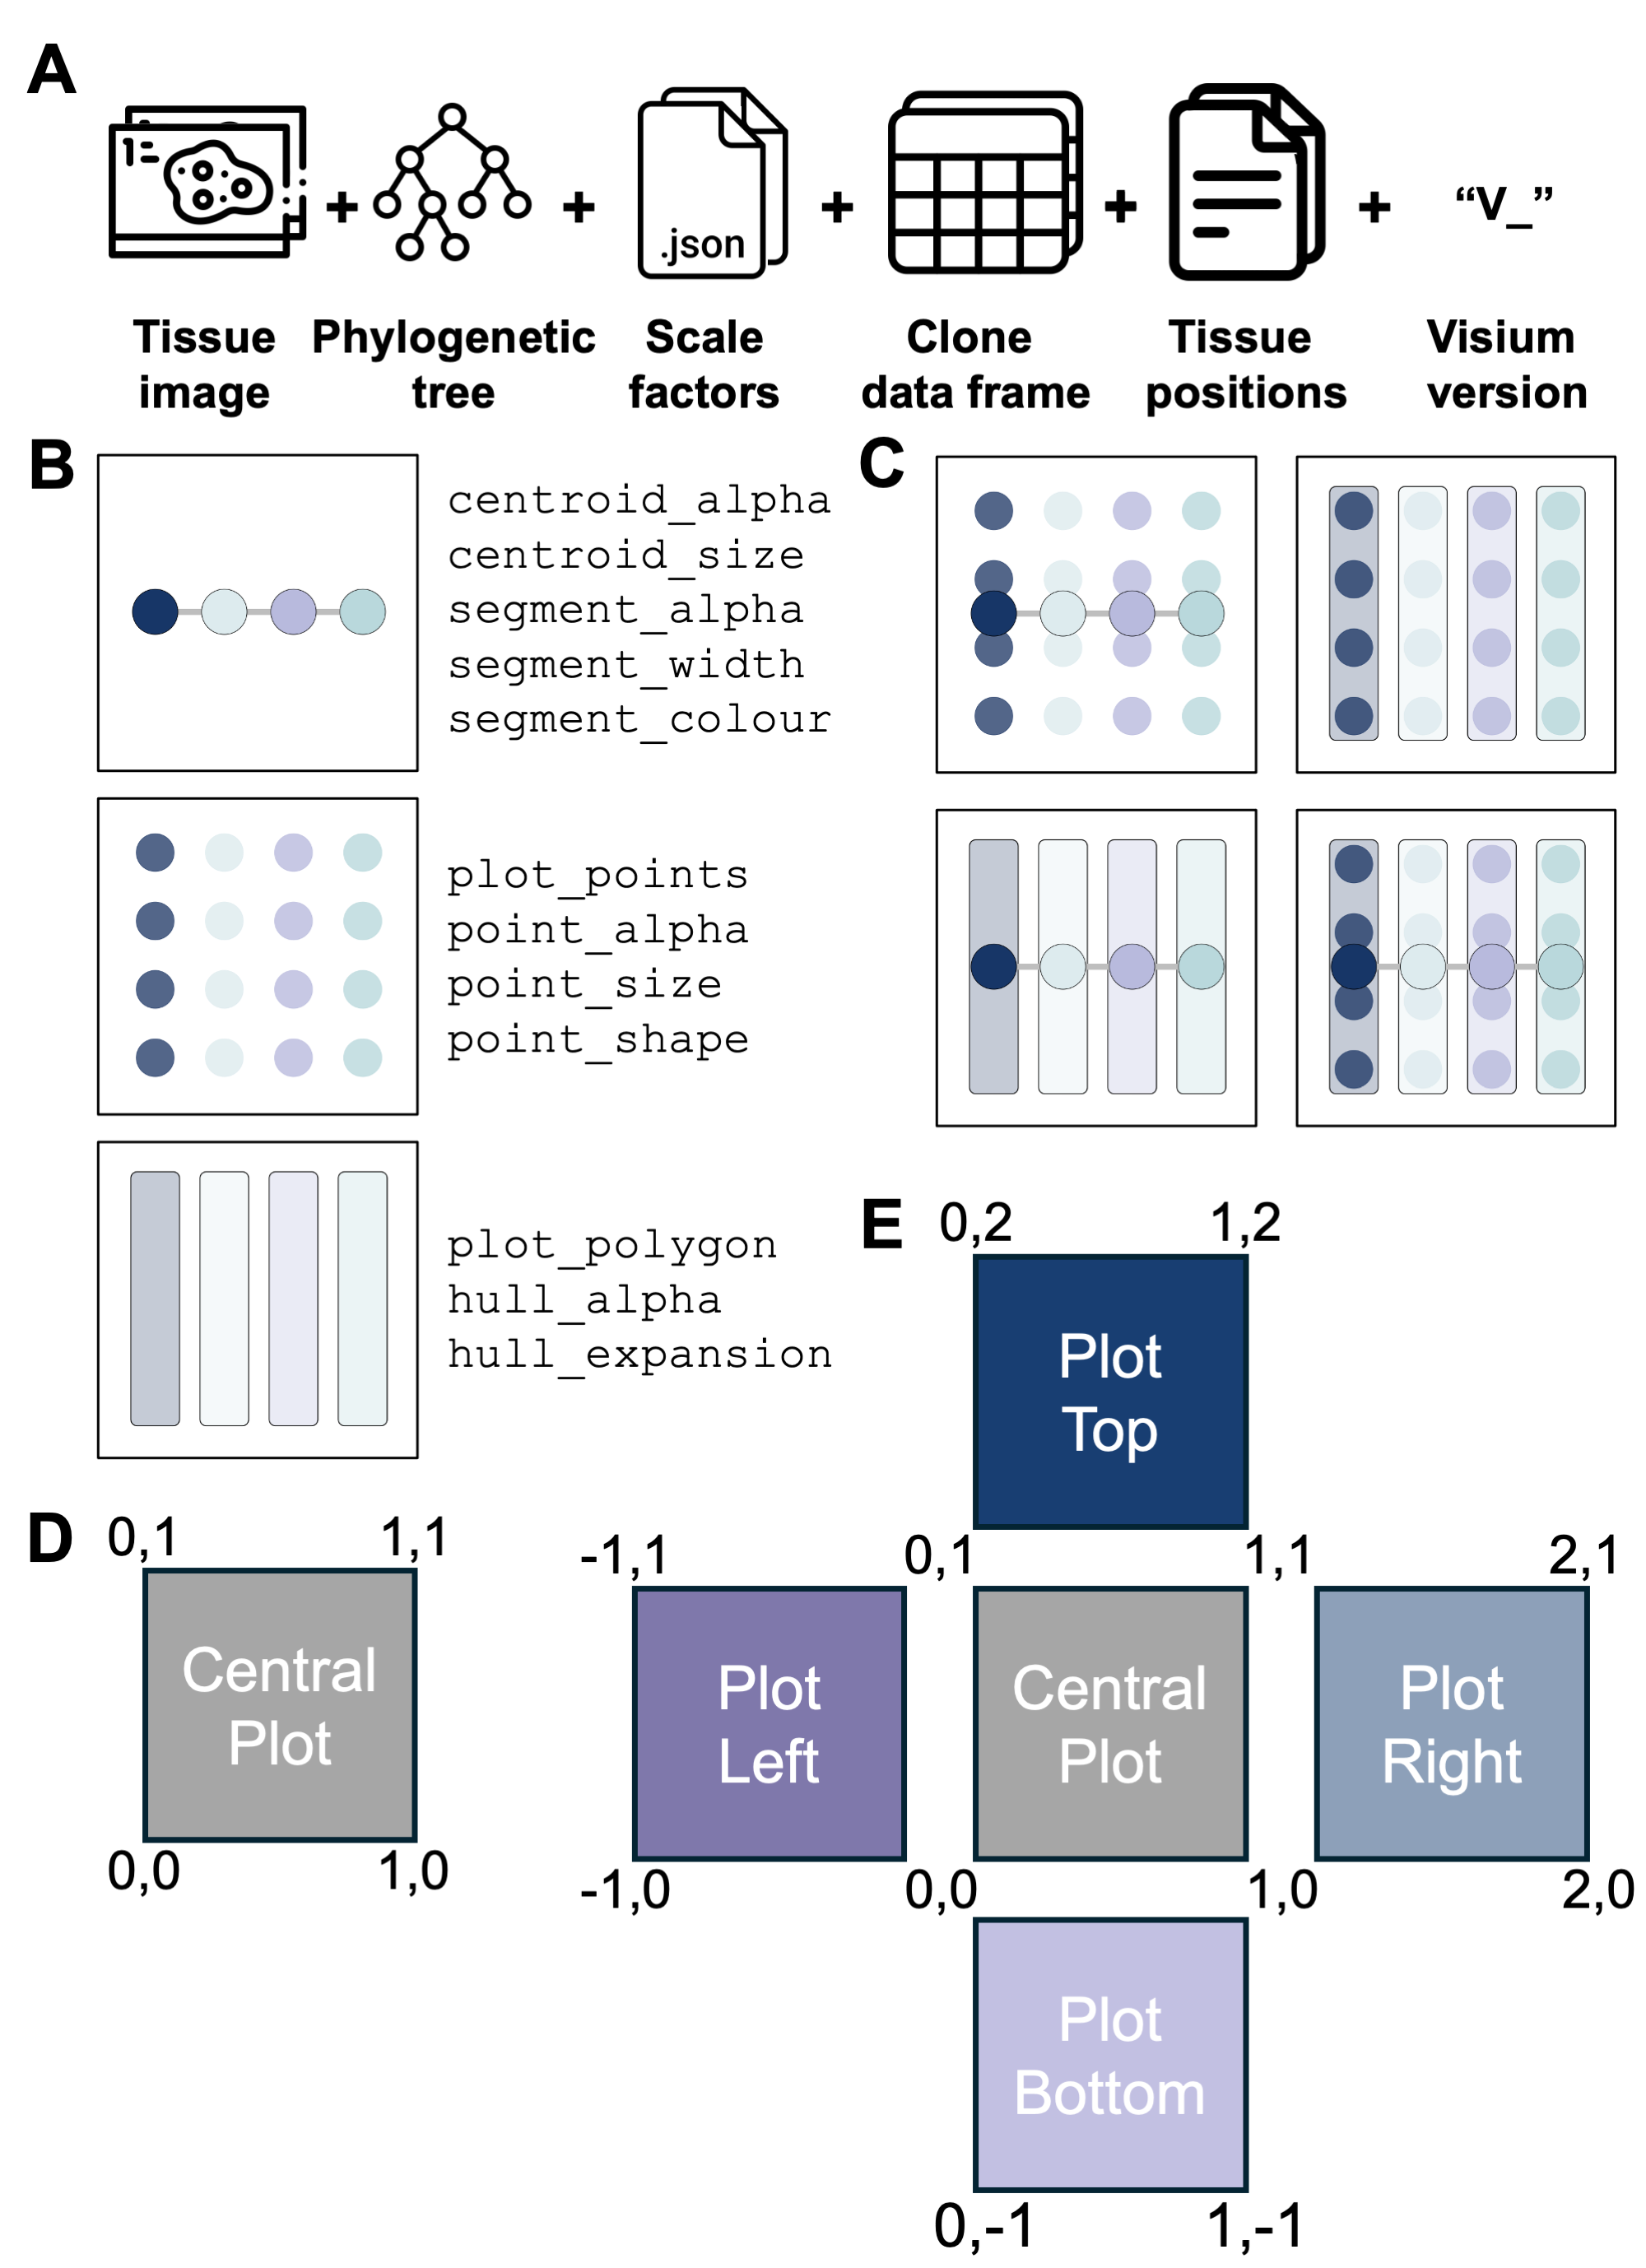 A
.json
“V_”
Tissue image
Phylogenetic tree
Scale factors
Clone data frame
Tissue positions
Visium version
B
centroid_alpha
centroid_size
segment_alpha
segment_width
segment_colour
plot_points
point_alpha
point_size
point_shape
plot_polygon
hull_alpha
hull_expansion
C
D
0,1 1,1
Central
Plot
0,0 1,0
E
0,2 1,2
Plot
Top
-1,1 0,1 1,1 2,1
Plot
Left
Central
Plot
Plot
Right
-1,0 0,0 1,0 2,0
Plot
Bottom
0,-1 1,-1